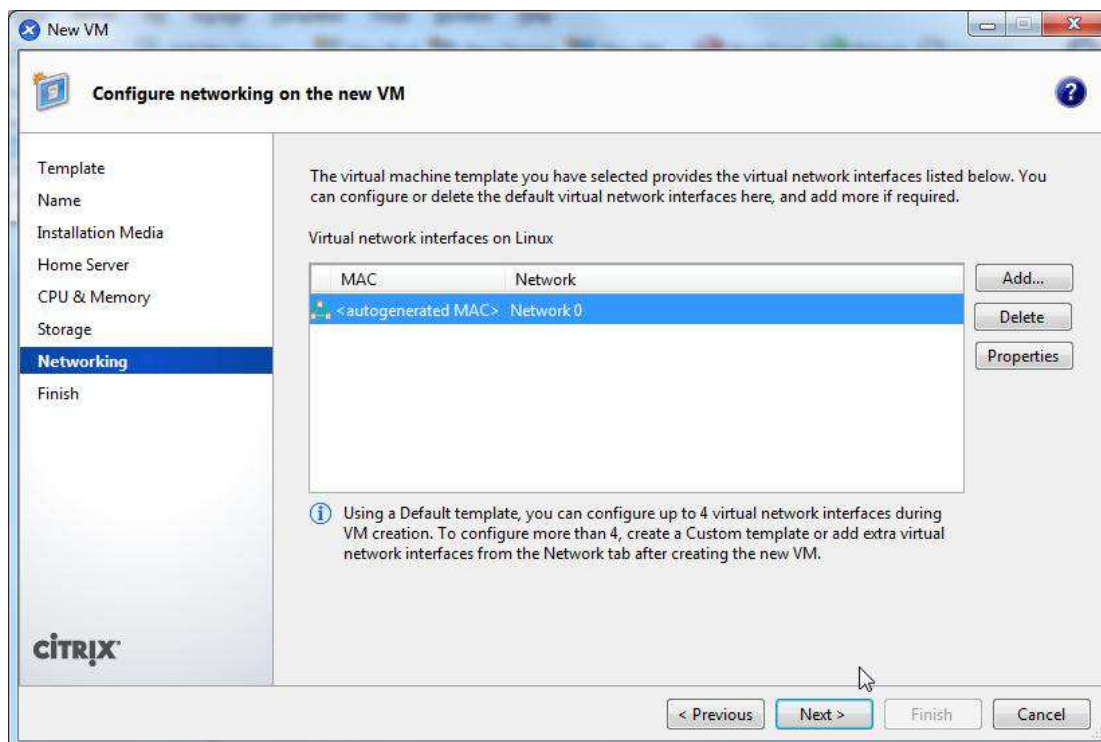 New VM
Configure networking on the new VM
Template
Name
Installation Media
Home Server
CPU & Memory
Storage
Networking
Finish
The virtual machine template you have selected provides the virtual network interfaces listed below. You
can configure or delete the default virtual network interfaces here, and add more if required.
Virtual network interfaces on Linux
MAC Network
<autogenerated MAC> Network 0
Add...
Delete
Properties
Using a Default template, you can configure up to 4 virtual network interfaces during
VM creation. To configure more than 4, create a Custom template or add extra virtual
network interfaces from the Network tab after creating the new VM.
CITRIX
< Previous Next > Finish Cancel